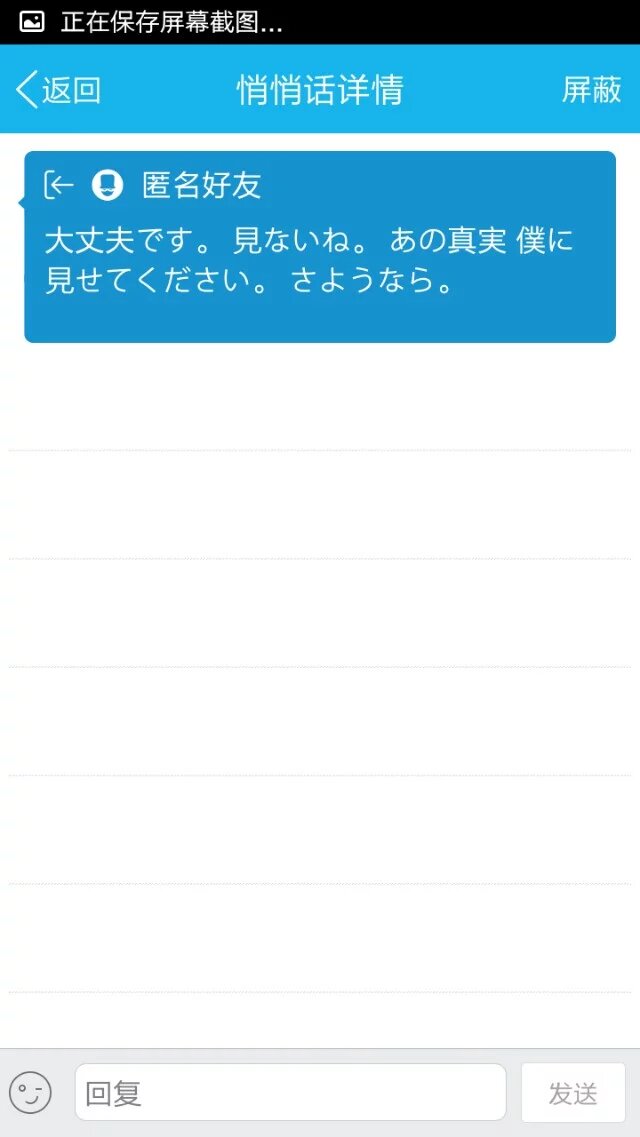 正在保存屏幕截图...
返回
悄悄话详情
屏蔽
匿名好友
大丈夫です。 見ないね。 あの真実 僕に
見せてください。 さようなら。
回复
发送